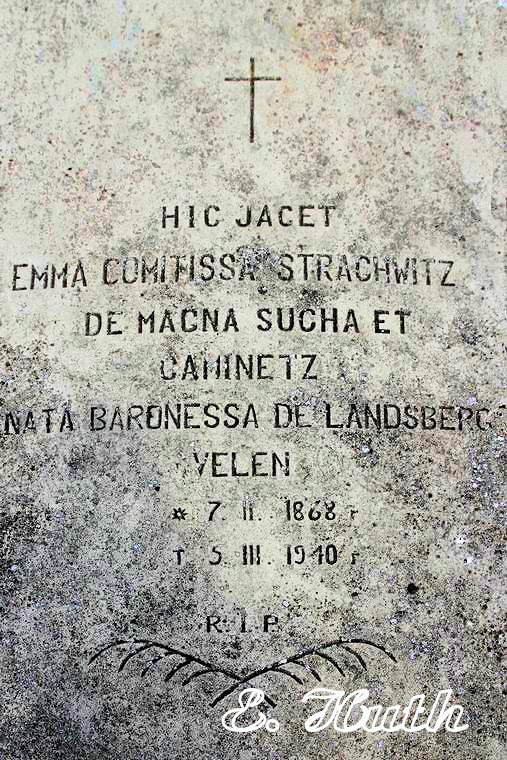 HIC JACET
EMMA COMITISSA STRACHWITZ
DE MAGNA SUCHA ET
CAMINETZ
NATA BARONESSA DE LANDSBERG
VELEN
* 7. II. 1868
† 5. III. 1940
R.I.P.
E. Huth